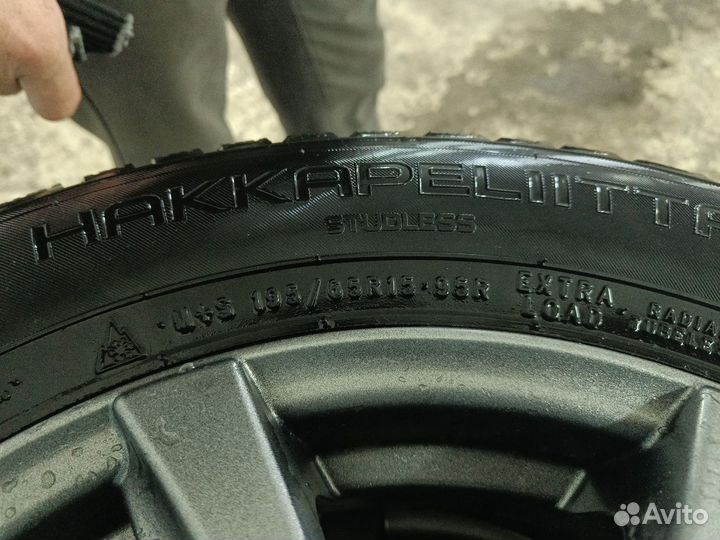 HAKKAPELIITTA
STUDLESS
M+S 195/65R15·95R EXTRA LOAD RADIAL TUBELESS
Avito